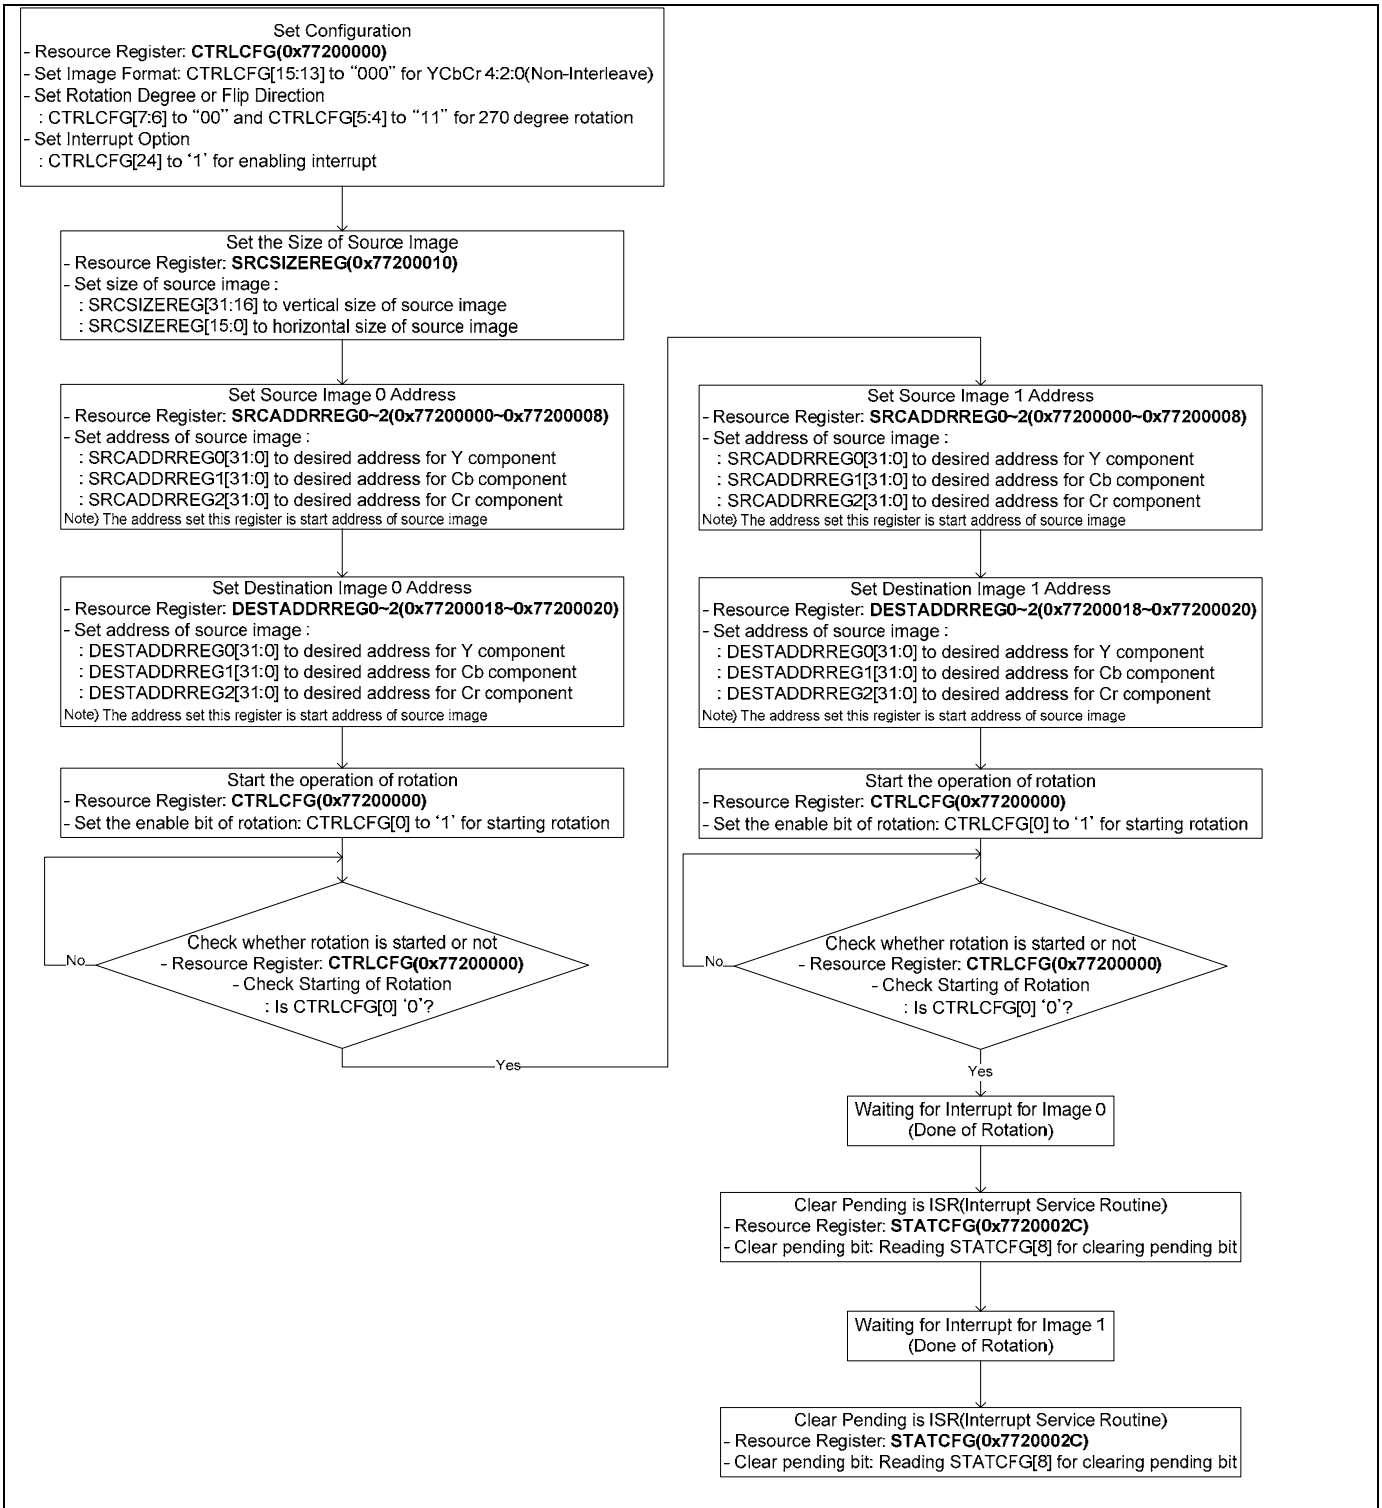 Set Configuration
- Resource Register: CTRLCFG(0x77200000)
- Set Image Format: CTRLCFG[15:13] to “000” for YCbCr 4:2:0(Non-Interleave)
- Set Rotation Degree or Flip Direction
: CTRLCFG[7:6] to “00” and CTRLCFG[5:4] to “11” for 270 degree rotation
- Set Interrupt Option
: CTRLCFG[24] to ‘1’ for enabling interrupt
Set the Size of Source Image
- Resource Register: SRCSIZEREG(0x77200010)
- Set size of source image :
: SRCSIZEREG[31:16] to vertical size of source image
: SRCSIZEREG[15:0] to horizontal size of source image
Set Source Image 0 Address
- Resource Register: SRCADDRREG0~2(0x77200000~0x77200008)
- Set address of source image :
: SRCADDRREG0[31:0] to desired address for Y component
: SRCADDRREG1[31:0] to desired address for Cb component
: SRCADDRREG2[31:0] to desired address for Cr component
Note) The address set this register is start address of source image
Set Destination Image 0 Address
- Resource Register: DESTADDRREG0~2(0x77200018~0x77200020)
- Set address of source image :
: DESTADDRREG0[31:0] to desired address for Y component
: DESTADDRREG1[31:0] to desired address for Cb component
: DESTADDRREG2[31:0] to desired address for Cr component
Note) The address set this register is start address of source image
Start the operation of rotation
- Resource Register: CTRLCFG(0x77200000)
- Set the enable bit of rotation: CTRLCFG[0] to ‘1’ for starting rotation
Check whether rotation is started or not
- Resource Register: CTRLCFG(0x77200000)
- Check Starting of Rotation
: Is CTRLCFG[0] ‘0’?
No
Yes
Set Source Image 1 Address
- Resource Register: SRCADDRREG0~2(0x77200000~0x77200008)
- Set address of source image :
: SRCADDRREG0[31:0] to desired address for Y component
: SRCADDRREG1[31:0] to desired address for Cb component
: SRCADDRREG2[31:0] to desired address for Cr component
Note) The address set this register is start address of source image
Set Destination Image 1 Address
- Resource Register: DESTADDRREG0~2(0x77200018~0x77200020)
- Set address of source image :
: DESTADDRREG0[31:0] to desired address for Y component
: DESTADDRREG1[31:0] to desired address for Cb component
: DESTADDRREG2[31:0] to desired address for Cr component
Note) The address set this register is start address of source image
Start the operation of rotation
- Resource Register: CTRLCFG(0x77200000)
- Set the enable bit of rotation: CTRLCFG[0] to ‘1’ for starting rotation
Check whether rotation is started or not
- Resource Register: CTRLCFG(0x77200000)
- Check Starting of Rotation
: Is CTRLCFG[0] ‘0’?
No
Yes
Waiting for Interrupt for Image 0
(Done of Rotation)
Clear Pending is ISR(Interrupt Service Routine)
- Resource Register: STATCFG(0x7720002C)
- Clear pending bit: Reading STATCFG[8] for clearing pending bit
Waiting for Interrupt for Image 1
(Done of Rotation)
Clear Pending is ISR(Interrupt Service Routine)
- Resource Register: STATCFG(0x7720002C)
- Clear pending bit: Reading STATCFG[8] for clearing pending bit